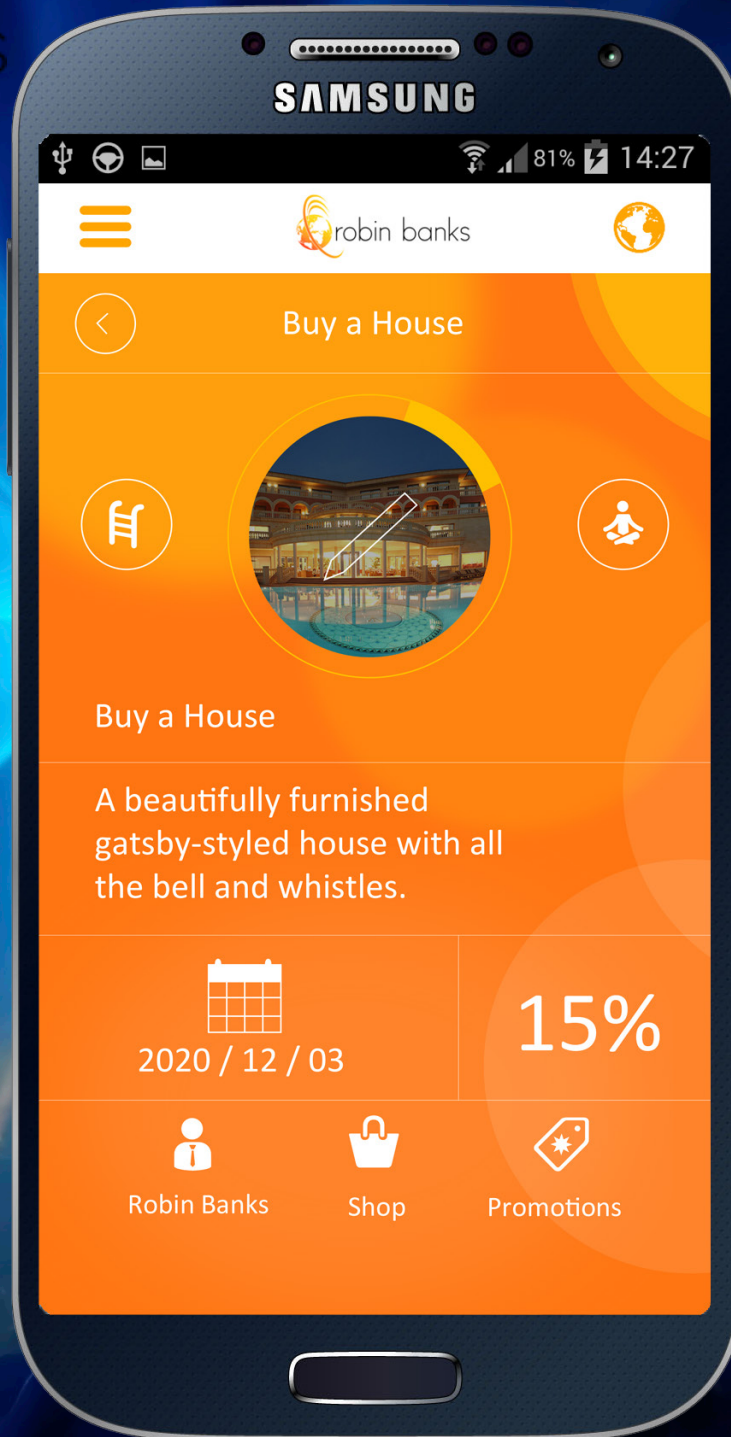 S
SAMSUNG
81% 14:27
robin banks
Buy a House
Buy a House
A beautifully furnished
gatsby-styled house with all
the bell and whistles.
2020 / 12 / 03
15%
Robin Banks
Shop
Promotions